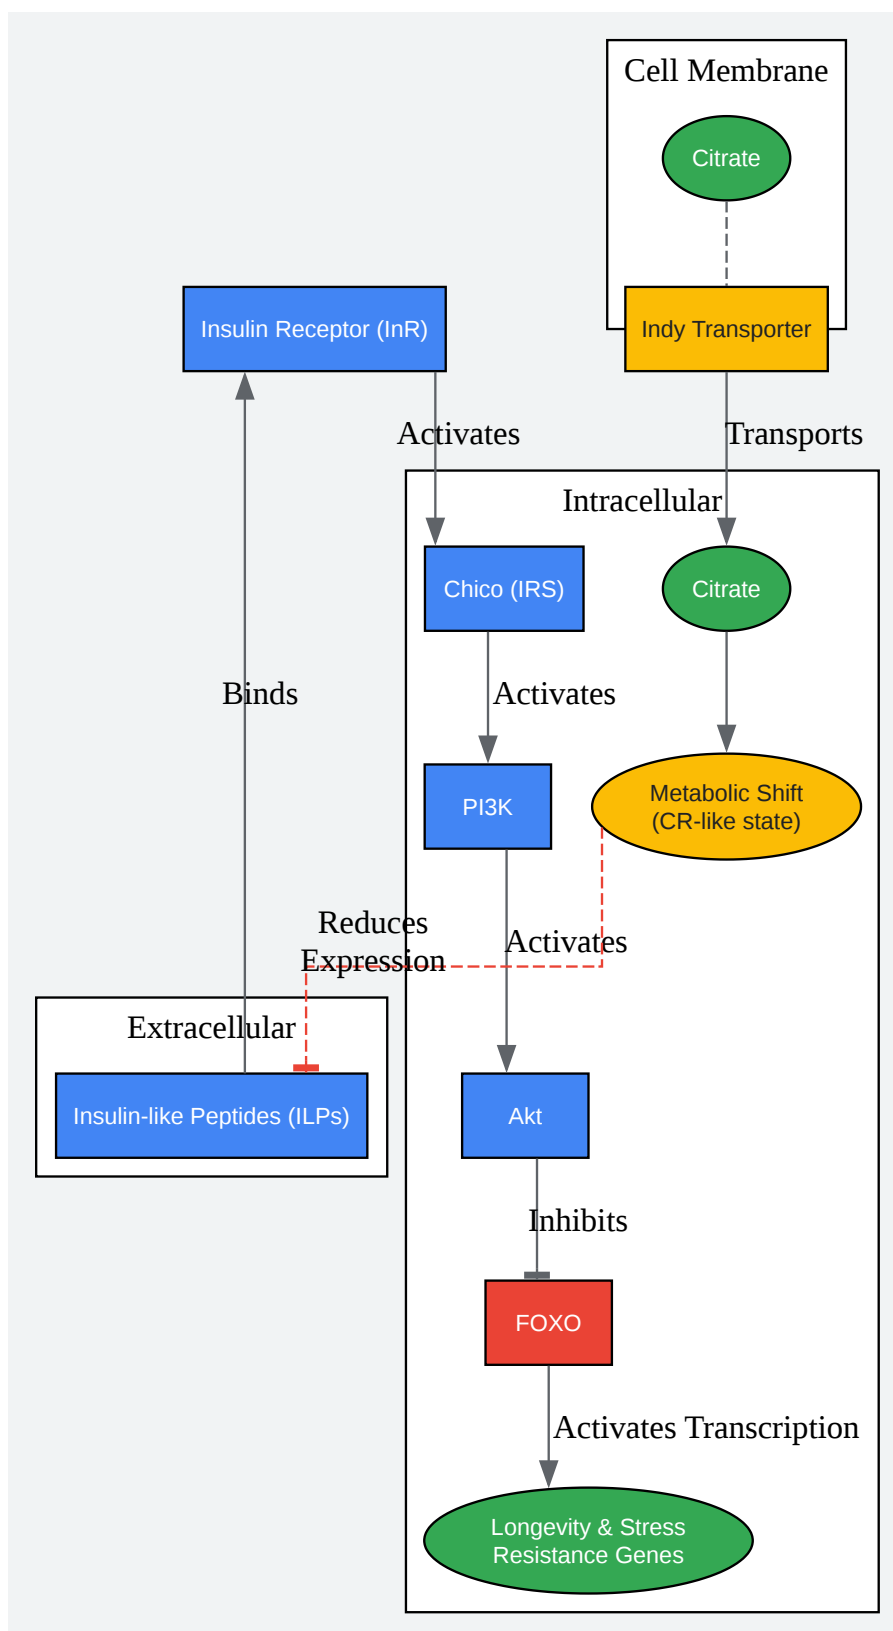 Cell Membrane
Citrate
Insulin Receptor (InR)
Indy Transporter
Activates
Transports
Intracellular
Chico (IRS)
Citrate
Binds
Activates
PI3K
Metabolic Shift
(CR-like state)
Reduces
Expression
Activates
Extracellular
Insulin-like Peptides (ILPs)
Akt
Inhibits
FOXO
Activates Transcription
Longevity & Stress
Resistance Genes